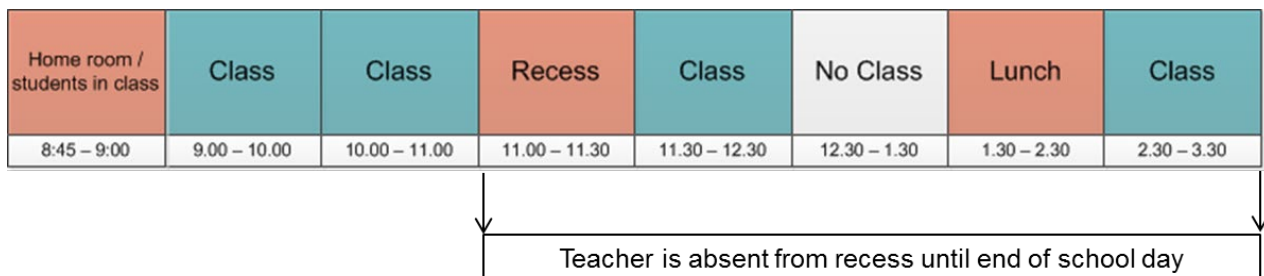 Home room /
students in class
Class
Class
Recess
Class
No Class
Lunch
Class
8:45 – 9:00
9.00 – 10.00
10.00 – 11.00
11.00 – 11.30
11.30 – 12.30
12.30 – 1.30
1.30 – 2.30
2.30 – 3.30
Teacher is absent from recess until end of school day